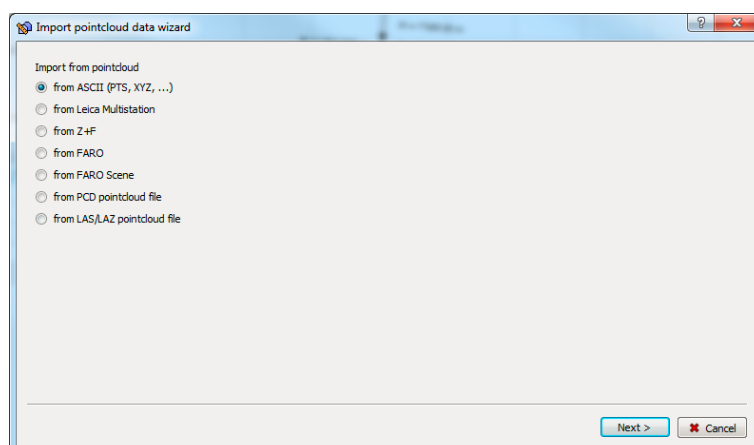 Import pointcloud data wizard
?
Import from pointcloud
from ASCII (PTS, XYZ, ...)
from Leica Multistation
from Z+F
from FARO
from FARO Scene
from PCD pointcloud file
from LAS/LAZ pointcloud file
Next >
Cancel